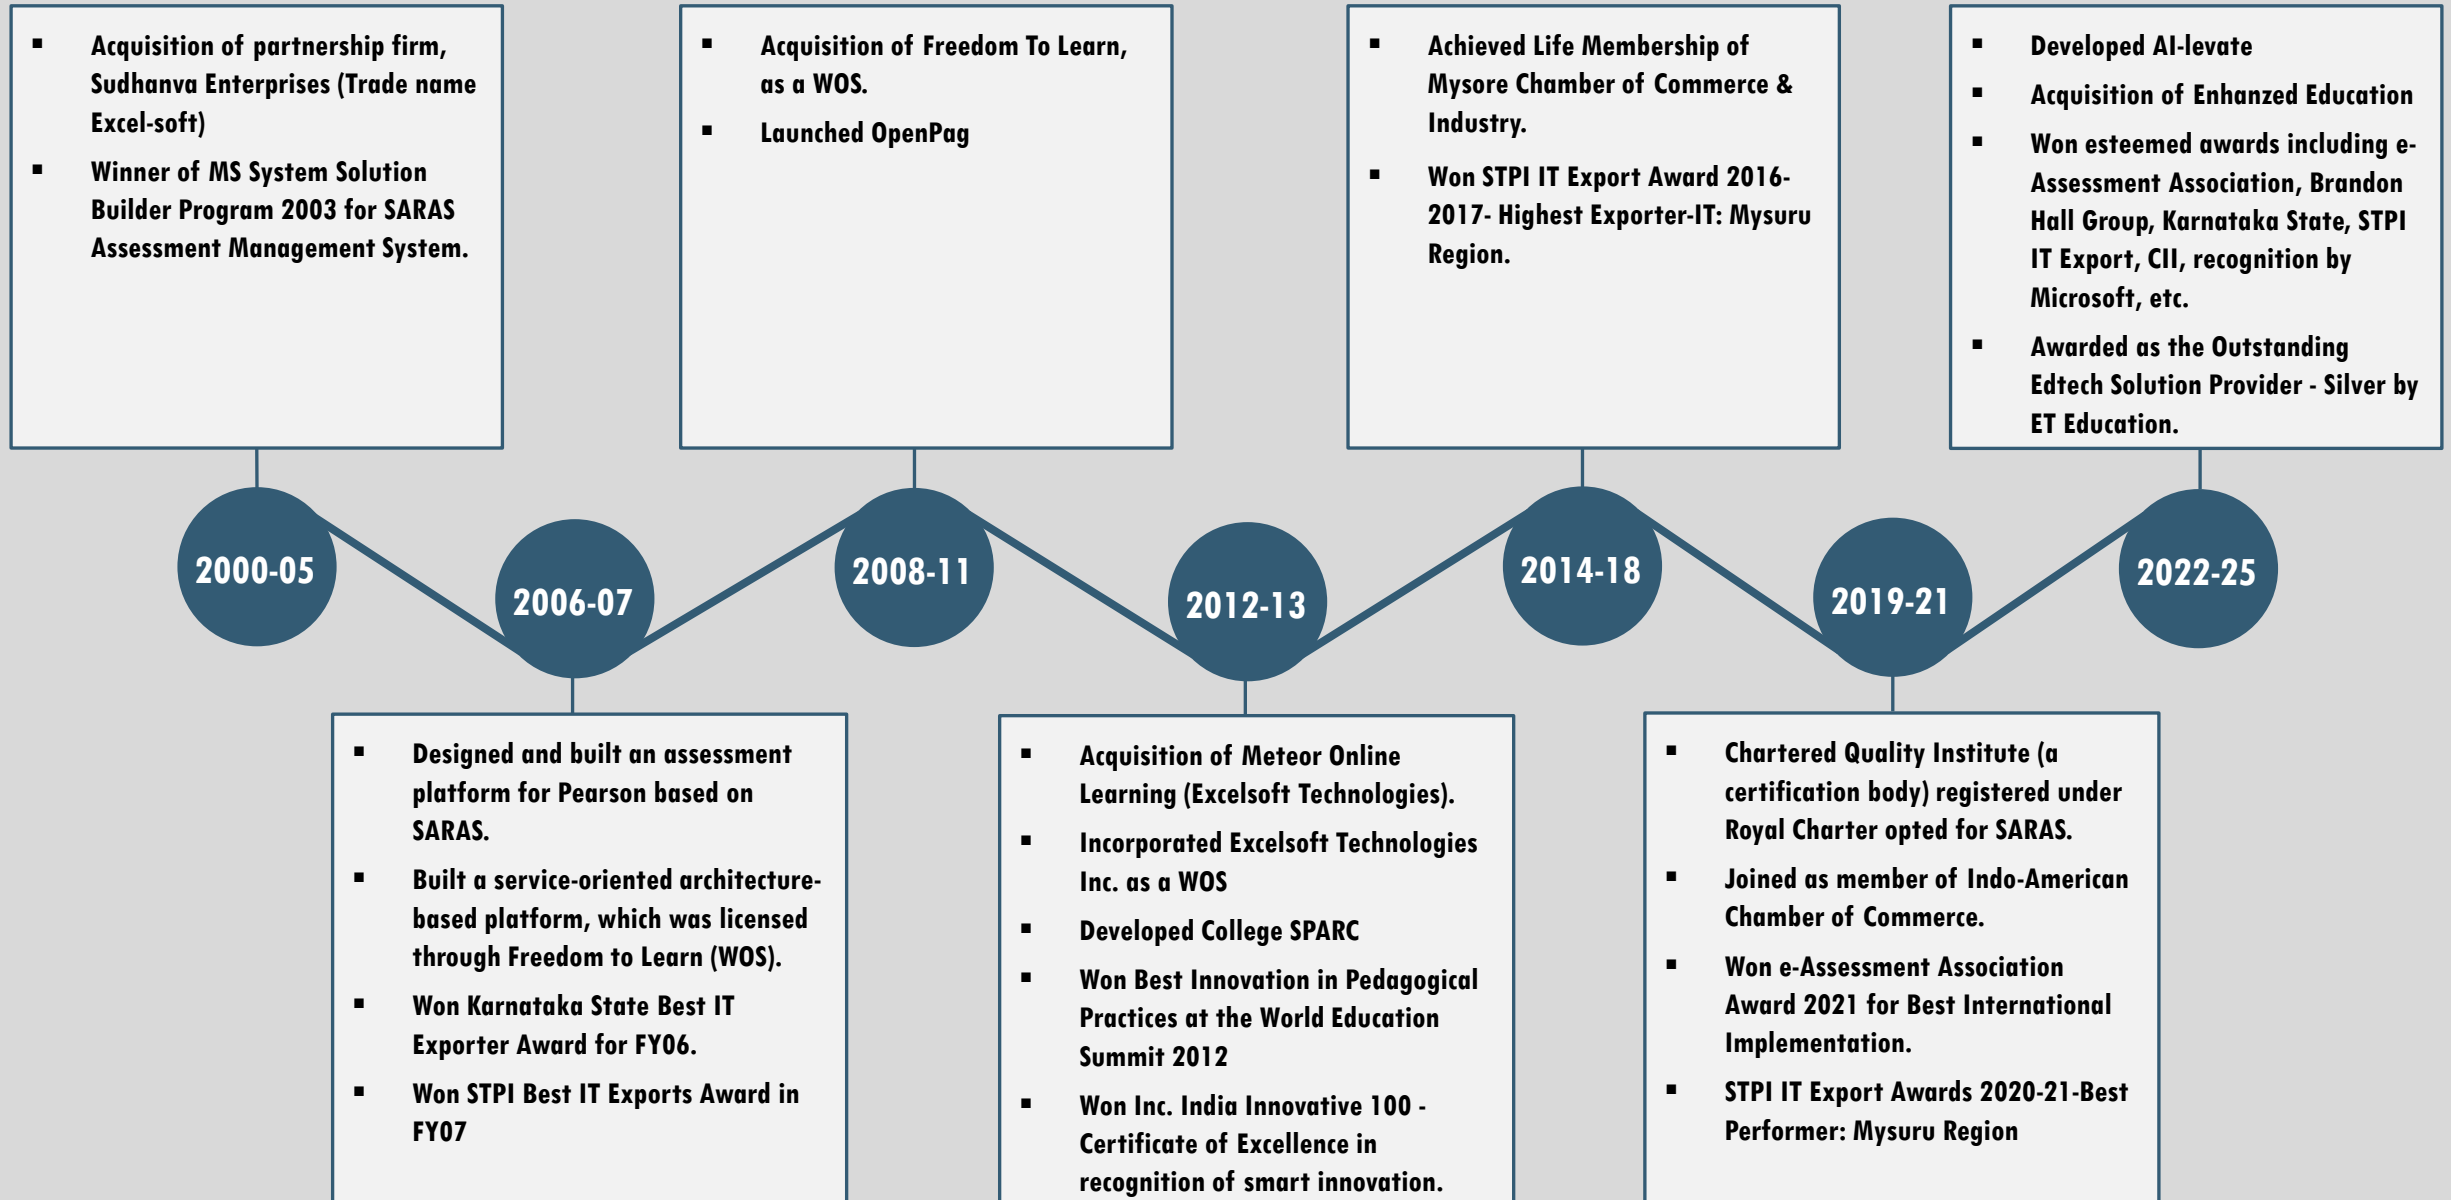 ▪ Acquisition of partnership firm,
Sudhanva Enterprises (Trade name
Excel-soft)
▪ Winner of MS System Solution
Builder Program 2003 for SARAS
Assessment Management System.
▪ Acquisition of Freedom To Learn,
as a WOS.
▪ Launched OpenPag
▪ Achieved Life Membership of
Mysore Chamber of Commerce &
Industry.
▪ Won STPI IT Export Award 2016-
2017- Highest Exporter-IT: Mysuru
Region.
▪ Developed AI-levate
▪ Acquisition of Enhanzed Education
▪ Won esteemed awards including e-
Assessment Association, Brandon
Hall Group, Karnataka State, STPI
IT Export, CII, recognition by
Microsoft, etc.
▪ Awarded as the Outstanding
Edtech Solution Provider - Silver by
ET Education.
2000-05
2006-07
2008-11
2012-13
2014-18
2019-21
2022-25
▪ Designed and built an assessment
platform for Pearson based on
SARAS.
▪ Built a service-oriented architecture-
based platform, which was licensed
through Freedom to Learn (WOS).
▪ Won Karnataka State Best IT
Exporter Award for FY06.
▪ Won STPI Best IT Exports Award in
FY07
▪ Acquisition of Meteor Online
Learning (Excelsoft Technologies).
▪ Incorporated Excelsoft Technologies
Inc. as a WOS
▪ Developed College SPARC
▪ Won Best Innovation in Pedagogical
Practices at the World Education
Summit 2012
▪ Won Inc. India Innovative 100 -
Certificate of Excellence in
recognition of smart innovation.
▪ Chartered Quality Institute (a
certification body) registered under
Royal Charter opted for SARAS.
▪ Joined as member of Indo-American
Chamber of Commerce.
▪ Won e-Assessment Association
Award 2021 for Best International
Implementation.
▪ STPI IT Export Awards 2020-21-Best
Performer: Mysuru Region